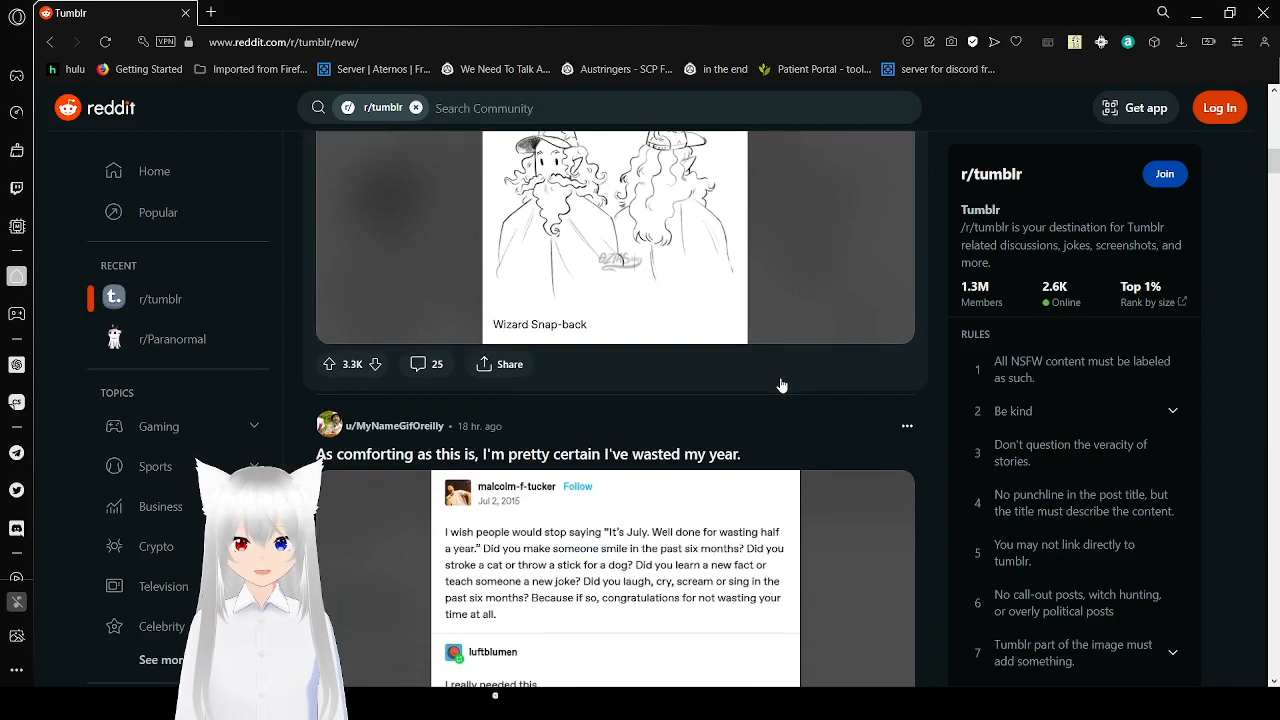 Tumblr
VPN
www.reddit.com/r/tumblr/new/
hulu
Getting Started
Imported from Firef...
Server | Aternos | Fr...
We Need To Talk A...
Austringers - SCP F...
in the end
Patient Portal - tool...
server for discord fr...
reddit
r/ r/tumblr
Search Community
Get app
Log In
Home
Popular
RECENT
r/tumblr
r/Paranormal
TOPICS
Gaming
Sports
Business
Crypto
Television
Celebrity
See mor
Wizard Snap-back
3.3K
25
Share
u/MyNameGifOreilly • 18 hr. ago
As comforting as this is, I'm pretty certain I've wasted my year.
malcolm-f-tucker Follow
Jul 2, 2015
I wish people would stop saying “It’s July. Well done for wasting half
a year.” Did you make someone smile in the past six months? Did you
stroke a cat or throw a stick for a dog? Did you learn a new fact or
teach someone a new joke? Did you laugh, cry, scream or sing in the
past six months? Because if so, congratulations for not wasting your
time at all.
luftblumen
I really needed this
r/tumblr
Join
Tumblr
/r/tumblr is your destination for Tumblr
related discussions, jokes, screenshots, and
more.
1.3M
Members
2.6K
Online
Top 1%
Rank by size
RULES
1 All NSFW content must be labeled
as such.
2 Be kind
3 Don't question the veracity of
stories.
4 No punchline in the post title, but
the title must describe the content.
5 You may not link directly to
tumblr.
6 No call-out posts, witch hunting,
or overly political posts
7 Tumblr part of the image must
add something.